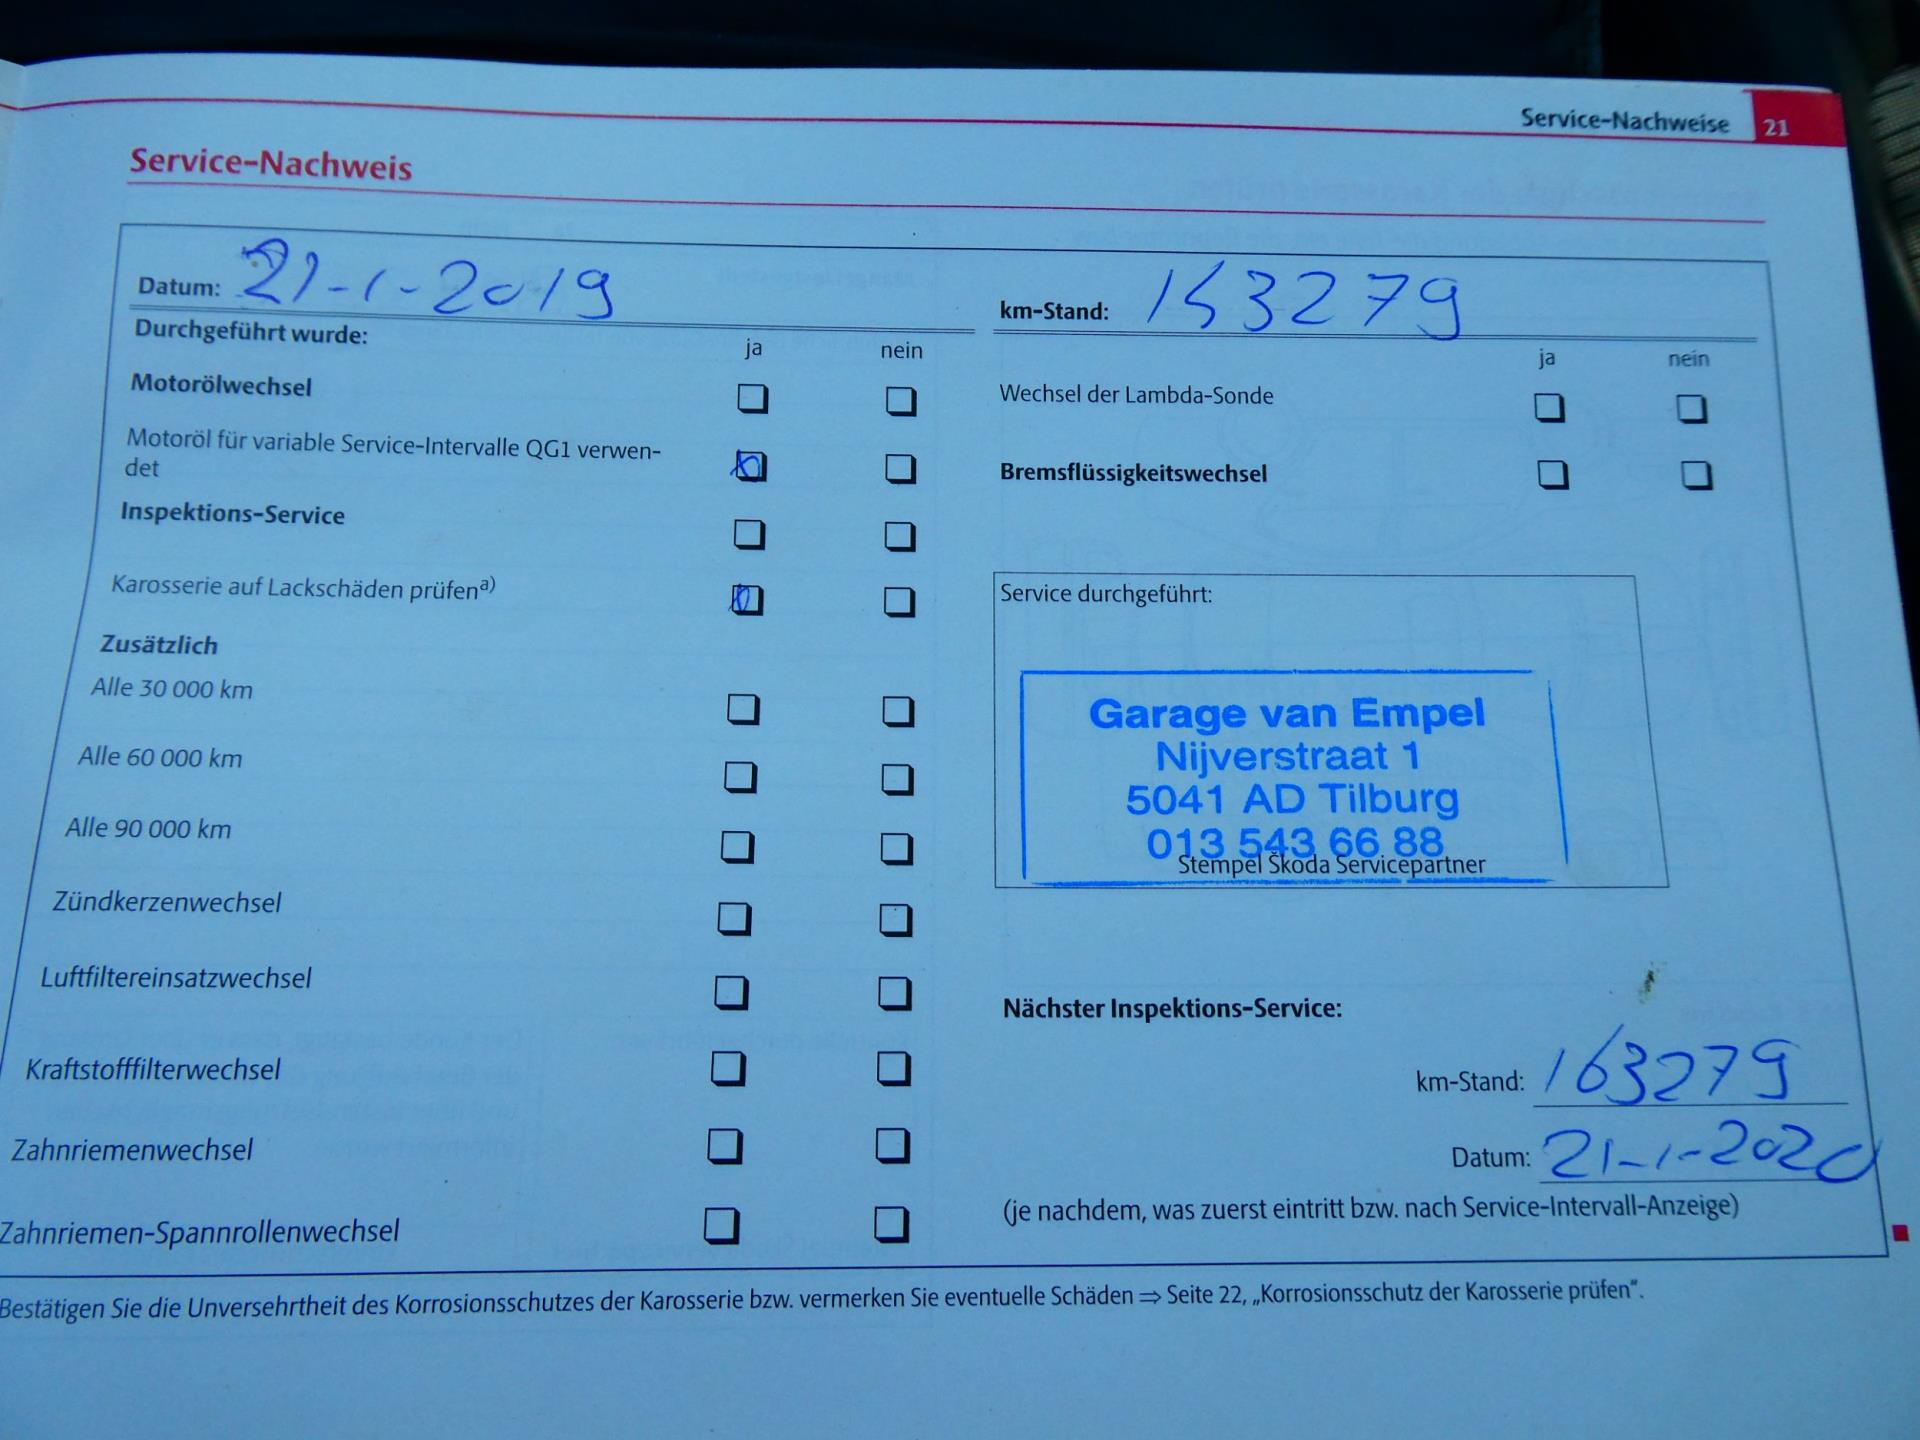 Service-Nachweise 21
Service-Nachweis
Datum: 21-1-2019
km-Stand: 153279
Durchgeführt wurde:
ja nein
Motorölwechsel
Motoröl für variable Service-Intervalle QG1 verwen-
det
Inspektions-Service
Karosserie auf Lackschäden prüfena)
Zusätzlich
Alle 30 000 km
Alle 60 000 km
Alle 90 000 km
Zündkerzenwechsel
Luftfiltereinsatzwechsel
Kraftstofffilterwechsel
Zahnriemenwechsel
Zahnriemen-Spannrollenwechsel
ja nein
Wechsel der Lambda-Sonde
Bremsflüssigkeitswechsel
Service durchgeführt:
Garage van Empel
Nijverstraat 1
5041 AD Tilburg
013 543 66 88
Stempel Škoda Servicepartner
Nächster Inspektions-Service:
km-Stand: 163279
Datum: 21-1-2020
(je nachdem, was zuerst eintritt bzw. nach Service-Intervall-Anzeige)
Bestätigen Sie die Unversehrtheit des Korrosionsschutzes der Karosserie bzw. vermerken Sie eventuelle Schäden ⇒ Seite 22, „Korrosionsschutz der Karosserie prüfen“.